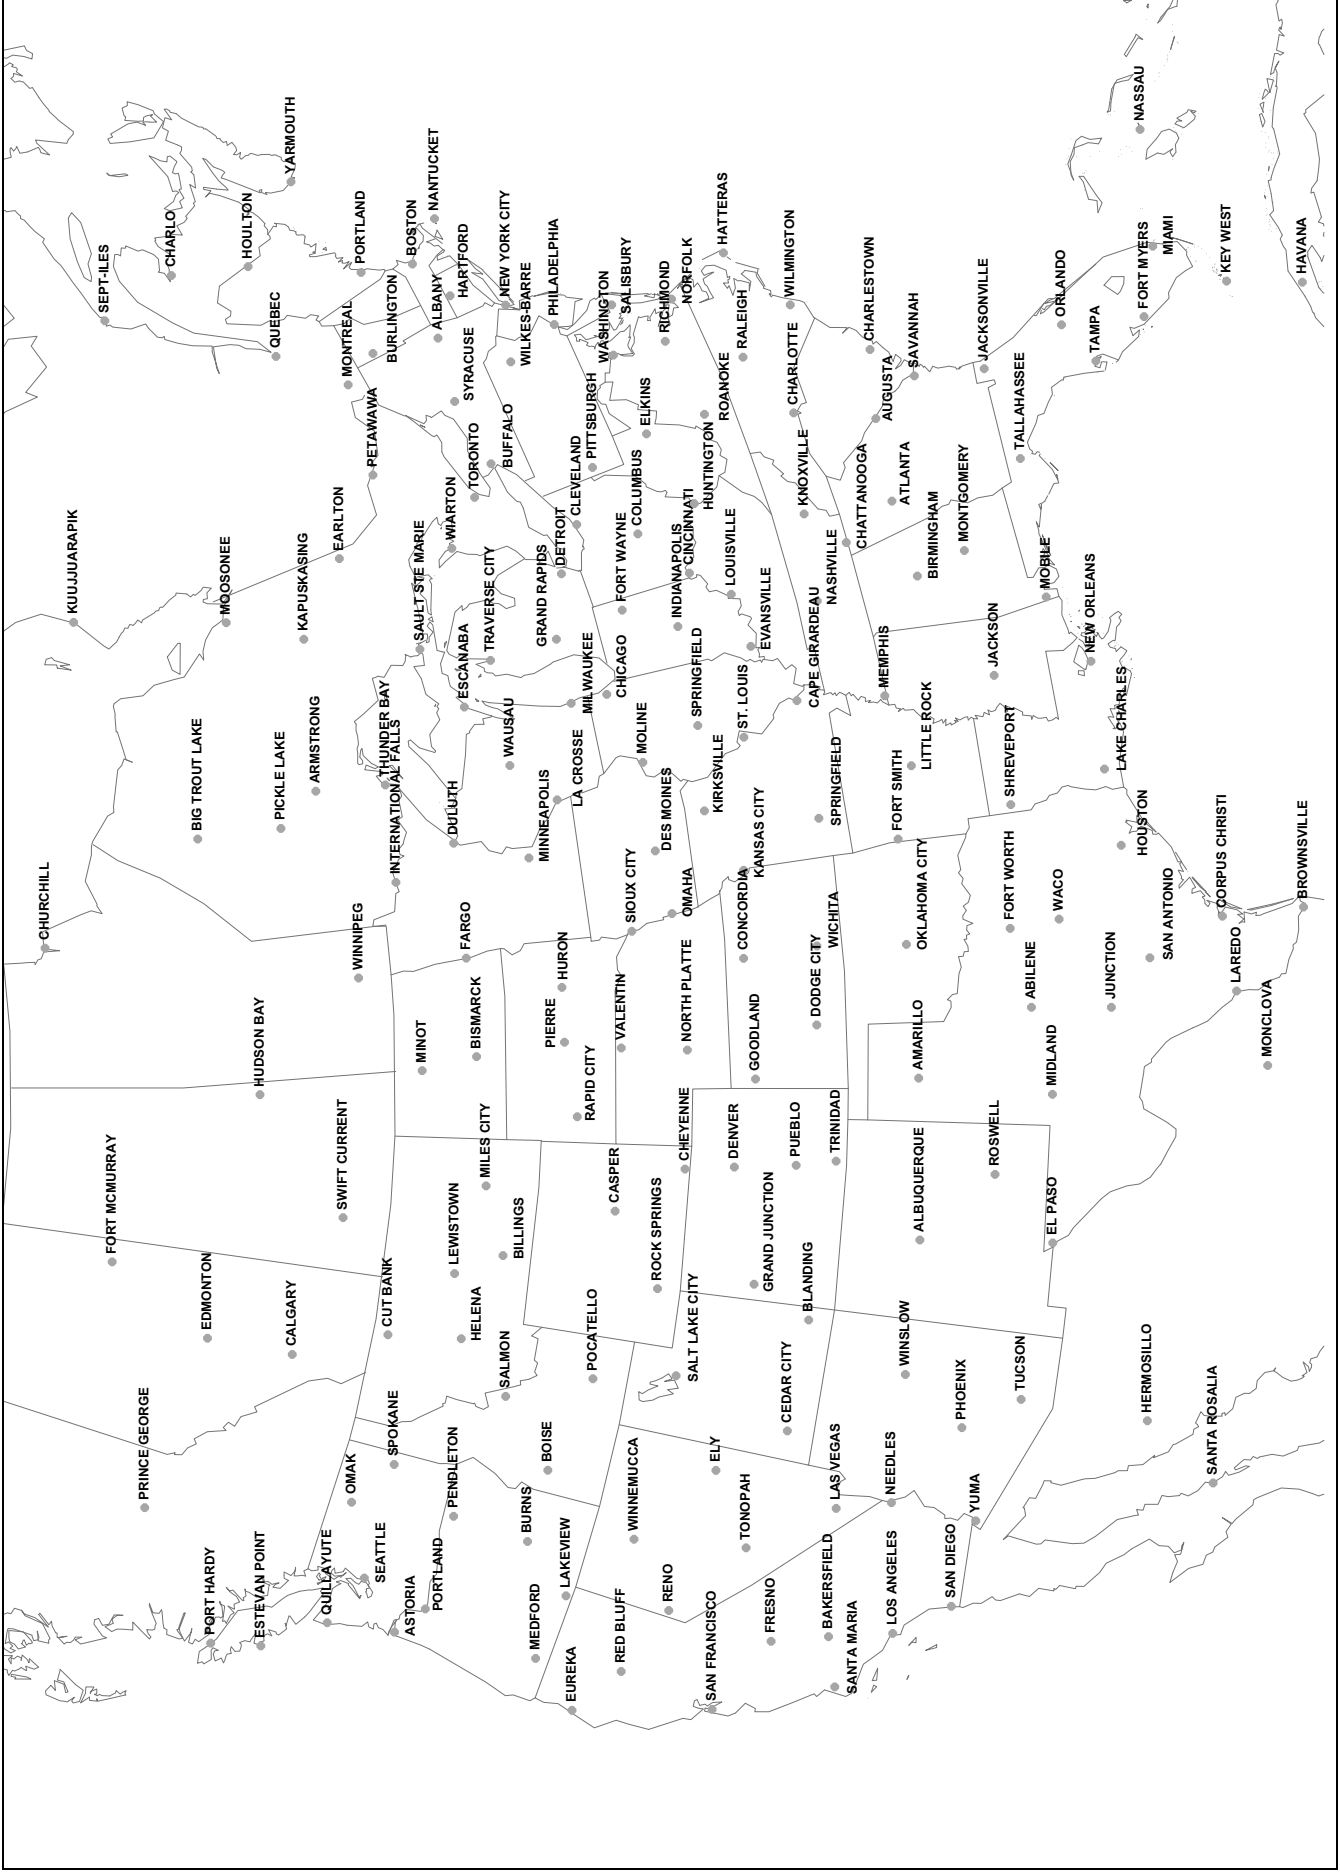 KUUJUARAPIK
CHURCHILL
SEPT-ILES
FORT MCMURRAY
PRINCE GEORGE
CHARLO
BIG TROUT LAKE
EDMONTON
PORT HARDY
MOOSONEE
HOULTON
HUDSON BAY
ESTEVAN POINT
QUEBEC
PICKLE LAKE
YARMOUTH
CALGARY
KAPUSKASING
ARMSTRONG
QUILLAYUTE
EARLTON
SWIFT CURRENT
MONTREAL
OMAK
WINNIPEG
PORTLAND
SEATTLE
BURLINGTON
PETAWAWA
THUNDER BAY
CUT BANK
SPOKANE
INTERNATIONAL FALLS
ASTORIA
BOSTON
SAULT STE MARIE
MINOT
PORTLAND
NANTUCKET
ALBANY
HARTFORD
WIARTON
DULUTH
PENDLETON
LEWISTOWN
SYRACUSE
HELENA
ESCANABA
FARGO
TORONTO
BISMARCK
MILES CITY
TRAVERSE CITY
BUFFALO
BILLINGS
SALMON
NEW YORK CITY
WAUSAU
WILKES-BARRE
BURNS
MINNEAPOLIS
MEDFORD
BOISE
PHILADELPHIA
GRAND RAPIDS
DETROIT
LA CROSSE
HURON
PIERRE
LAKEVIEW
EUREKA
MILWAUKEE
CLEVELAND
RAPID CITY
PITTSBURGH
POCATELLO
CHICAGO
WASHINGTON
SALISBURY
CASPER
FORT WAYNE
VALENTIN
RED BLUFF
SIOUX CITY
WINNEMUCCA
COLUMBUS
MOLINE
ELKINS
DES MOINES
ROCK SPRINGS
RICHMOND
NORFOLK
RENO
OMAHA
SALT LAKE CITY
INDIANAPOLIS
CHEYENNE
NORTH PLATTE
CINCINNATI
HUNTINGTON
SPRINGFIELD
ROANOKE
KIRKSVILLE
SAN FRANCISCO
ELY
HATTERAS
LOUISVILLE
DENVER
RALEIGH
ST. LOUIS
KANSAS CITY
CONCORDIA
TONOPAH
EVANSVILLE
GOODLAND
GRAND JUNCTION
FRESNO
CEDAR CITY
WILMINGTON
CHARLOTTE
PUEBLO
CAPE GIRARDEAU
KNOXVILLE
BLANDING
NASHVILLE
DODGE CITY
WICHITA
SPRINGFIELD
BAKERSFIELD
TRINIDAD
LAS VEGAS
SANTA MARIA
CHATTANOOGA
CHARLESTOWN
AUGUSTA
MEMPHIS
ATLANTA
NEEDLES
LOS ANGELES
FORT SMITH
OKLAHOMA CITY
WINSLOW
LITTLE ROCK
SAVANNAH
BIRMINGHAM
AMARILLO
ALBUQUERQUE
SAN DIEGO
PHOENIX
MONTGOMERY
YUMA
JACKSONVILLE
JACKSON
ROSWELL
SHREVEPORT
FORT WORTH
TALLAHASSEE
TUCSON
ABILENE
MOBILE
MIDLAND
EL PASO
WACO
ORLANDO
NEW ORLEANS
TAMPA
LAKE CHARLES
JUNCTION
HOUSTON
NASSAU
FORT MYERS
MIAMI
SAN ANTONIO
HERMOSILLO
SANTA ROSALIA
CORPUS CHRISTI
KEY WEST
LAREDO
MONCLOVA
HAVANA
BROWNSVILLE